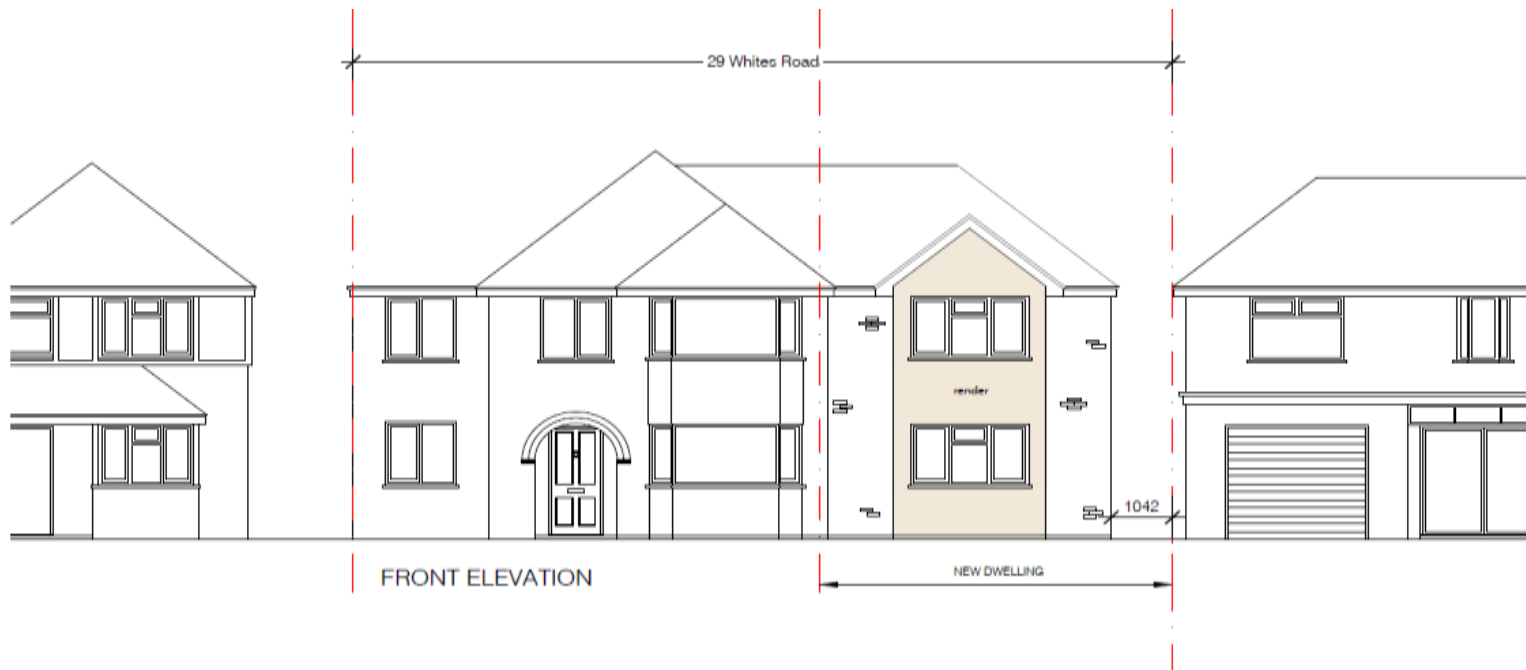 29 Whites Road
render
1042
NEW DWELLING
FRONT ELEVATION